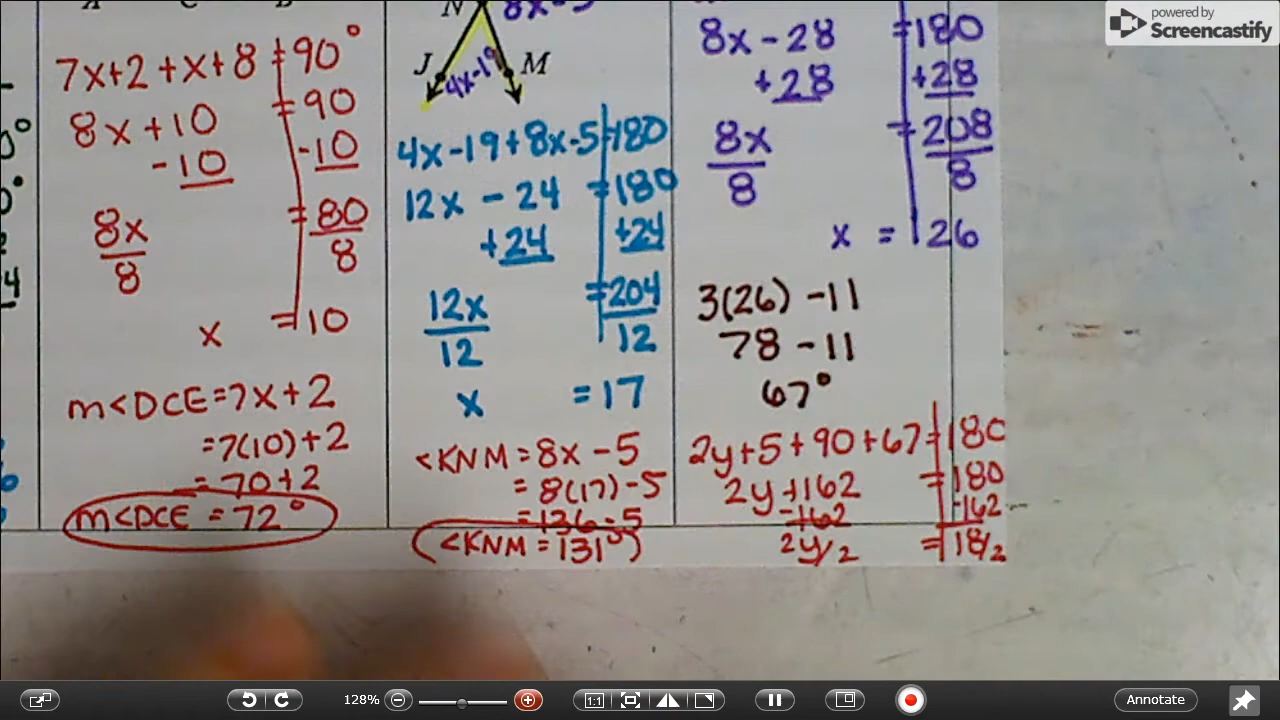 7x+2+x+8 = 90°
8x+10 = 90
-10 -10
8x = 80
8 8
x = 10
m<DCE=7x+2
=7(10)+2
=70+2
m<DCE =72°
N 8x-5
J 4x-19 M
4x-19+8x-5=180
12x - 24 =180
+24 +24
12x =204
12 12
x =17
<KNM=8x-5
=8(17)-5
=136-5
<KNM=131°
8x-28 =180
+28 +28
8x =208
8 8
x = 26
3(26)-11
78-11
67°
2y+5+90+67=180
2y+162 =180
-162 -162
2y/2 =18/2
powered by
Screencastify
128%
1:1
Annotate